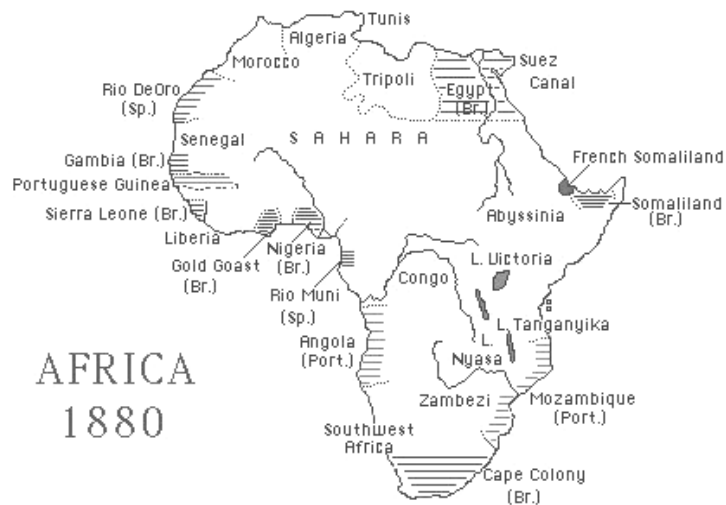 Tunis
Algeria
Morocco
Suez
Canal
Tripoli
Egypt
(Br.)
Rio DeOro
(Sp.)
Senegal
S A H A R A
Gambia (Br.)
French Somaliland
Portuguese Guinea
Sierra Leone (Br.)
Abyssinia
Somaliland
(Br.)
Liberia
Nigeria
(Br.)
Gold Goast
(Br.)
L. Victoria
Congo
Rio Muni
(Sp.)
L. Tanganyika
Angola
(Port.)
L.
Nyasa
AFRICA
1880
Zambezi
Mozambique
(Port.)
Southwest
Africa
Cape Colony
(Br.)